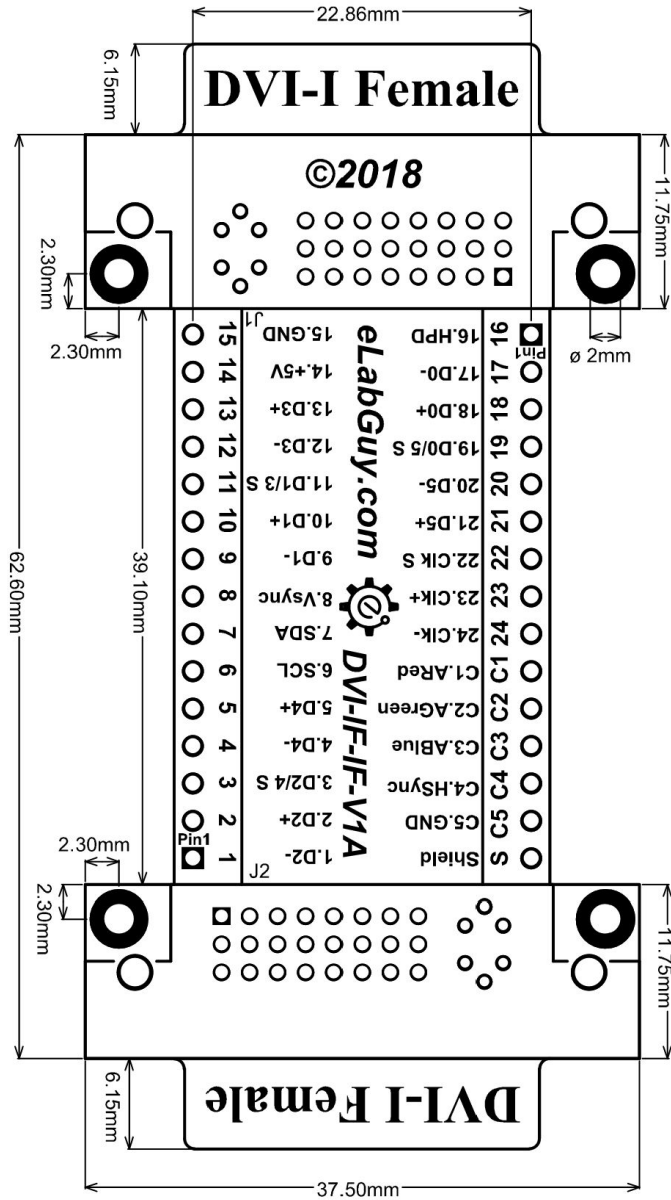 22.86mm
6.15mm
DVI-I Female
©2018
11.75mm
2.30mm
2.30mm
ø 2mm
J1
Pin1
15 15.GND 16.HPD 16
14 14.+5V 17.D0- 17
13 13.D3+ 18.D0+ 18
12 12.D3- 19.D0/5 S 19
11 11.D1/3 S 20.D5- 20
10 10.D1+ 21.D5+ 21
9 9.D1- 22.Clk S 22
8 8.Vsync 23.Clk+ 23
7 7.SDA 24.Clk- 24
6 6.SCL C1.ARed C1
5 5.D4+ C2.AGreen C2
4 4.D4- C3.ABlue C3
3 3.D2/4 S C4.HSync C4
2 2.D2+ C5.GND C5
1 1.D2- Shield S
Pin1
J2
eLabGuy.com e DVI-IF-IF-V1A
62.60mm
39.10mm
2.30mm
2.30mm
11.75mm
6.15mm
DVI-I Female
37.50mm